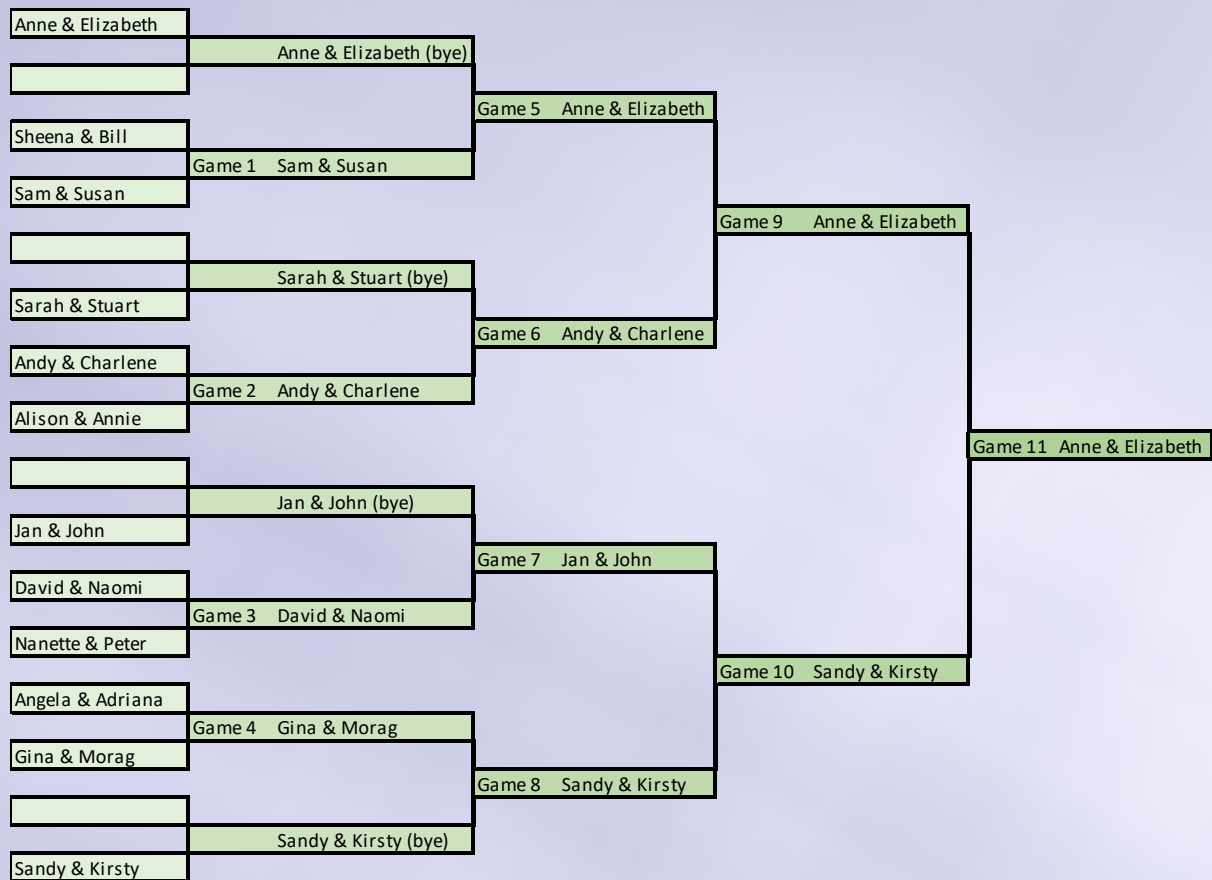 Anne & Elizabeth
Anne & Elizabeth (bye)
Game 5 Anne & Elizabeth
Sheena & Bill
Game 1 Sam & Susan
Sam & Susan
Game 9 Anne & Elizabeth
Sarah & Stuart (bye)
Sarah & Stuart
Game 6 Andy & Charlene
Andy & Charlene
Game 2 Andy & Charlene
Alison & Annie
Game 11 Anne & Elizabeth
Jan & John (bye)
Jan & John
Game 7 Jan & John
David & Naomi
Game 3 David & Naomi
Nanette & Peter
Game 10 Sandy & Kirsty
Angela & Adriana
Game 4 Gina & Morag
Gina & Morag
Game 8 Sandy & Kirsty
Sandy & Kirsty (bye)
Sandy & Kirsty